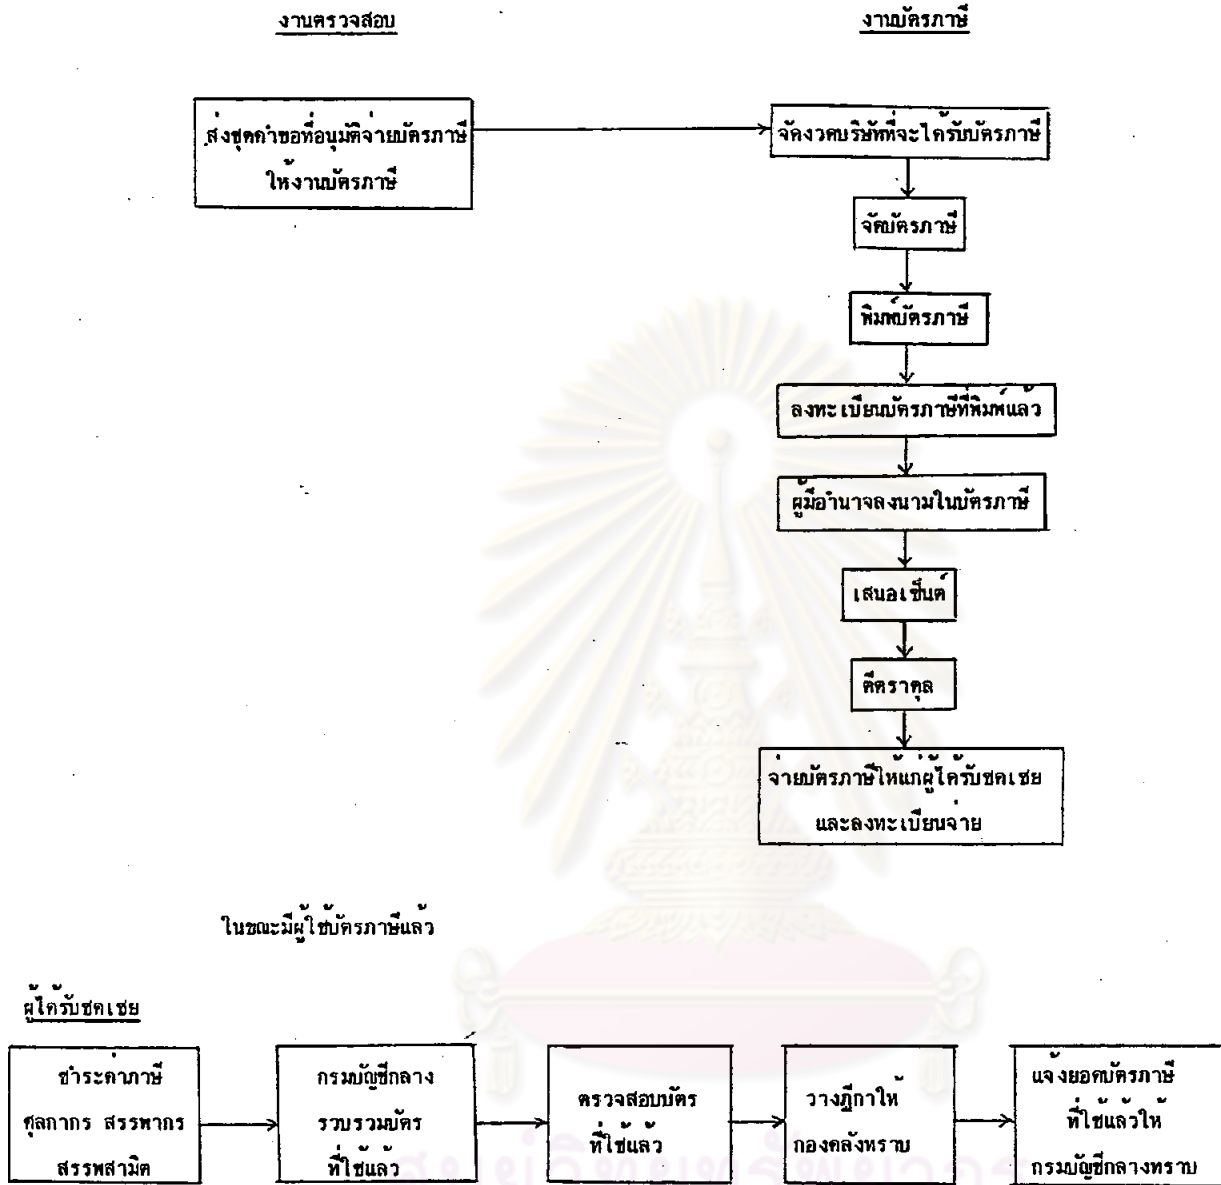 งานตรวจสอบ
งานบัตรภาษี
ส่งชุดคำขอที่อนุมัติจ่ายบัตรภาษี
ให้งานบัตรภาษี
จัดงวดบริษัทที่จะได้รับบัตรภาษี
จัดบัตรภาษี
พิมพ์บัตรภาษี
ลงทะเบียนบัตรภาษีที่พิมพ์แล้ว
ผู้มีอำนาจลงนามในบัตรภาษี
เสนอเซ็นต์
ตีตราดุล
จ่ายบัตรภาษีให้แก่ผู้ได้รับชดเชย
และลงทะเบียนจ่าย
ในขณะมีผู้ใช้บัตรภาษีแล้ว
ผู้ได้รับชดเชย
ชำระค่าภาษี
ศุลกากร สรรพากร
สรรพสามิต
กรมบัญชีกลาง
รวบรวมบัตร
ที่ใช้แล้ว
ตรวจสอบบัตร
ที่ใช้แล้ว
วางฎีกาให้
กองคลังทราบ
แจ้งยอดบัตรภาษี
ที่ใช้แล้วให้
กรมบัญชีกลางทราบ
ศูนย์วิทยทรัพยากร